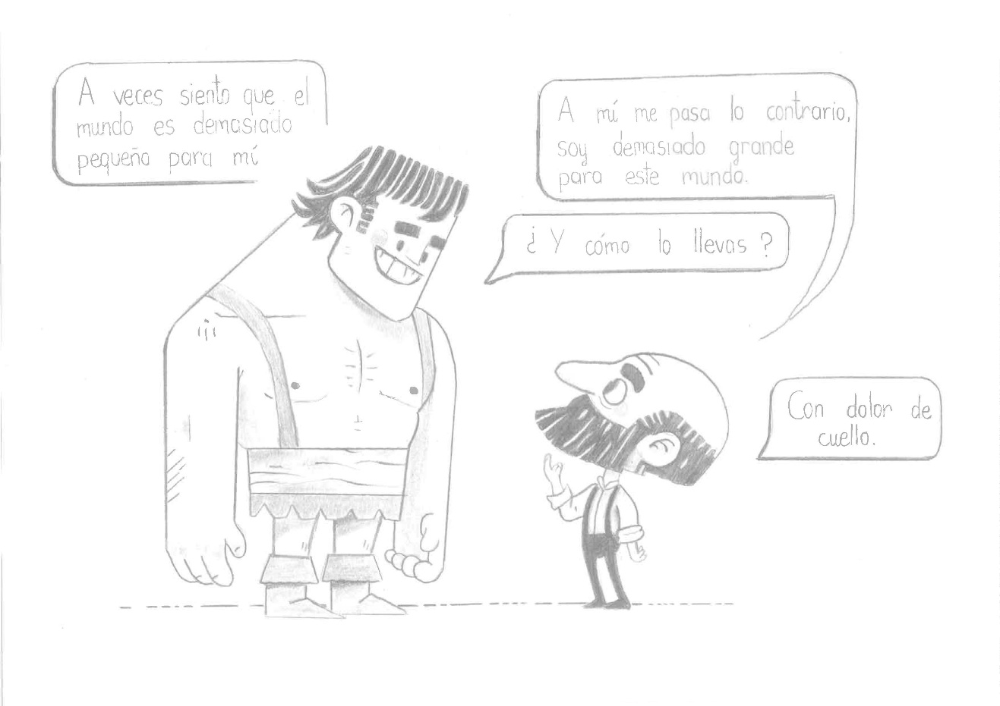 A veces siento que el
mundo es demasiado
pequeño para mí
A mí me pasa lo contrario,
soy demasiado grande
para este mundo.
¿Y cómo lo llevas?
Con dolor de
cuello.